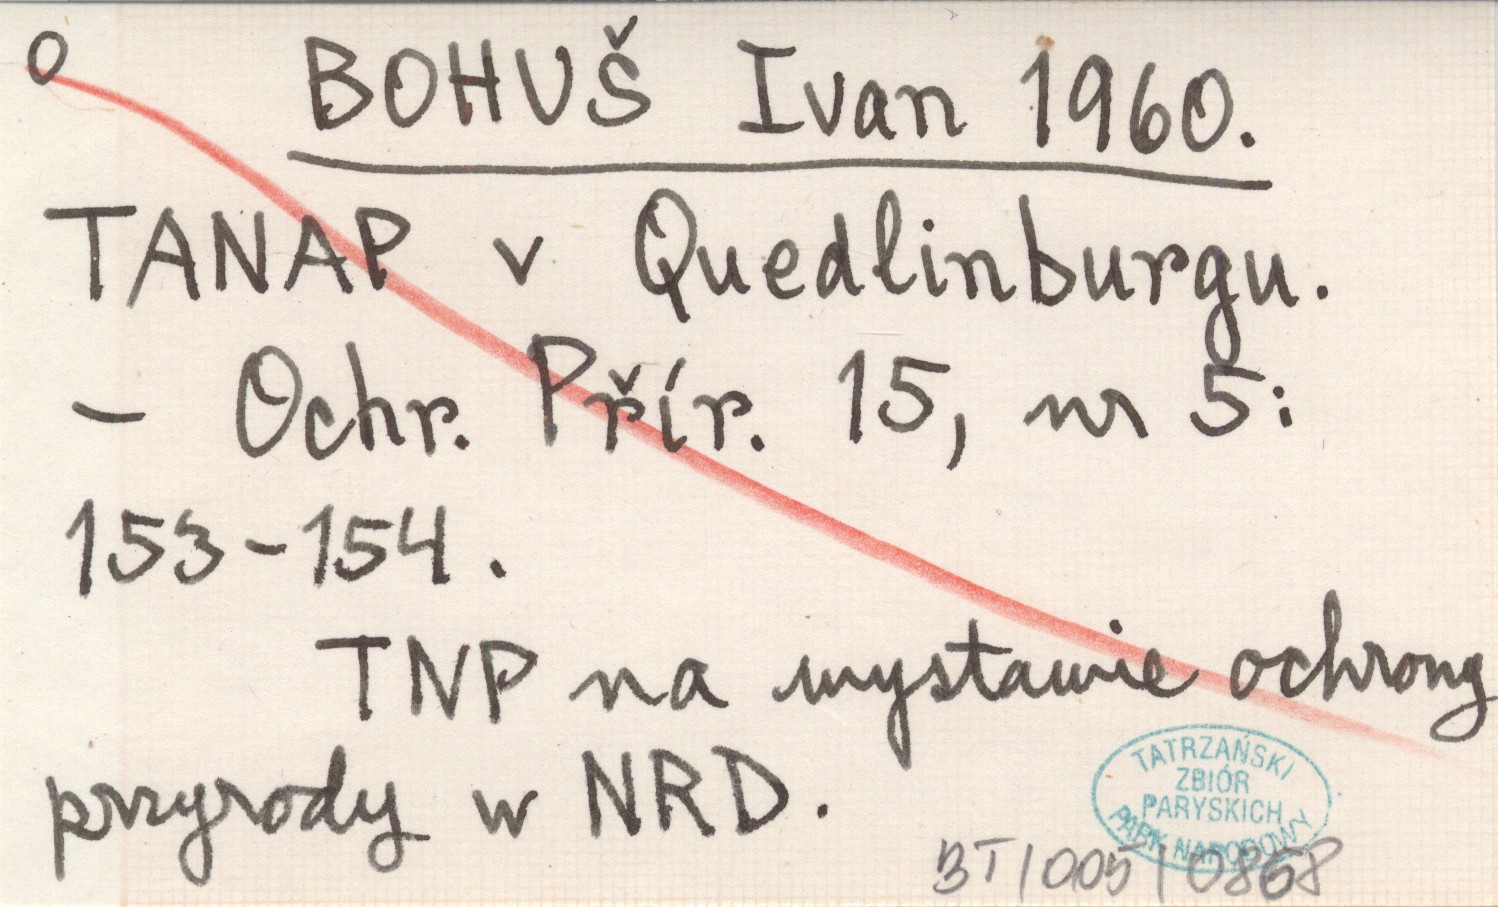 O BOHUŠ Ivan 1960.
TANAP v Quedlinburgu.
- Ochr. Přír. 15, nr 5:
153-154.
TNP na wystawie ochrony
przyrody w NRD.
TATRZAŃSKI
ZBIÓR
PARYSKICH
PARK NARODOWY
BT/005/0868